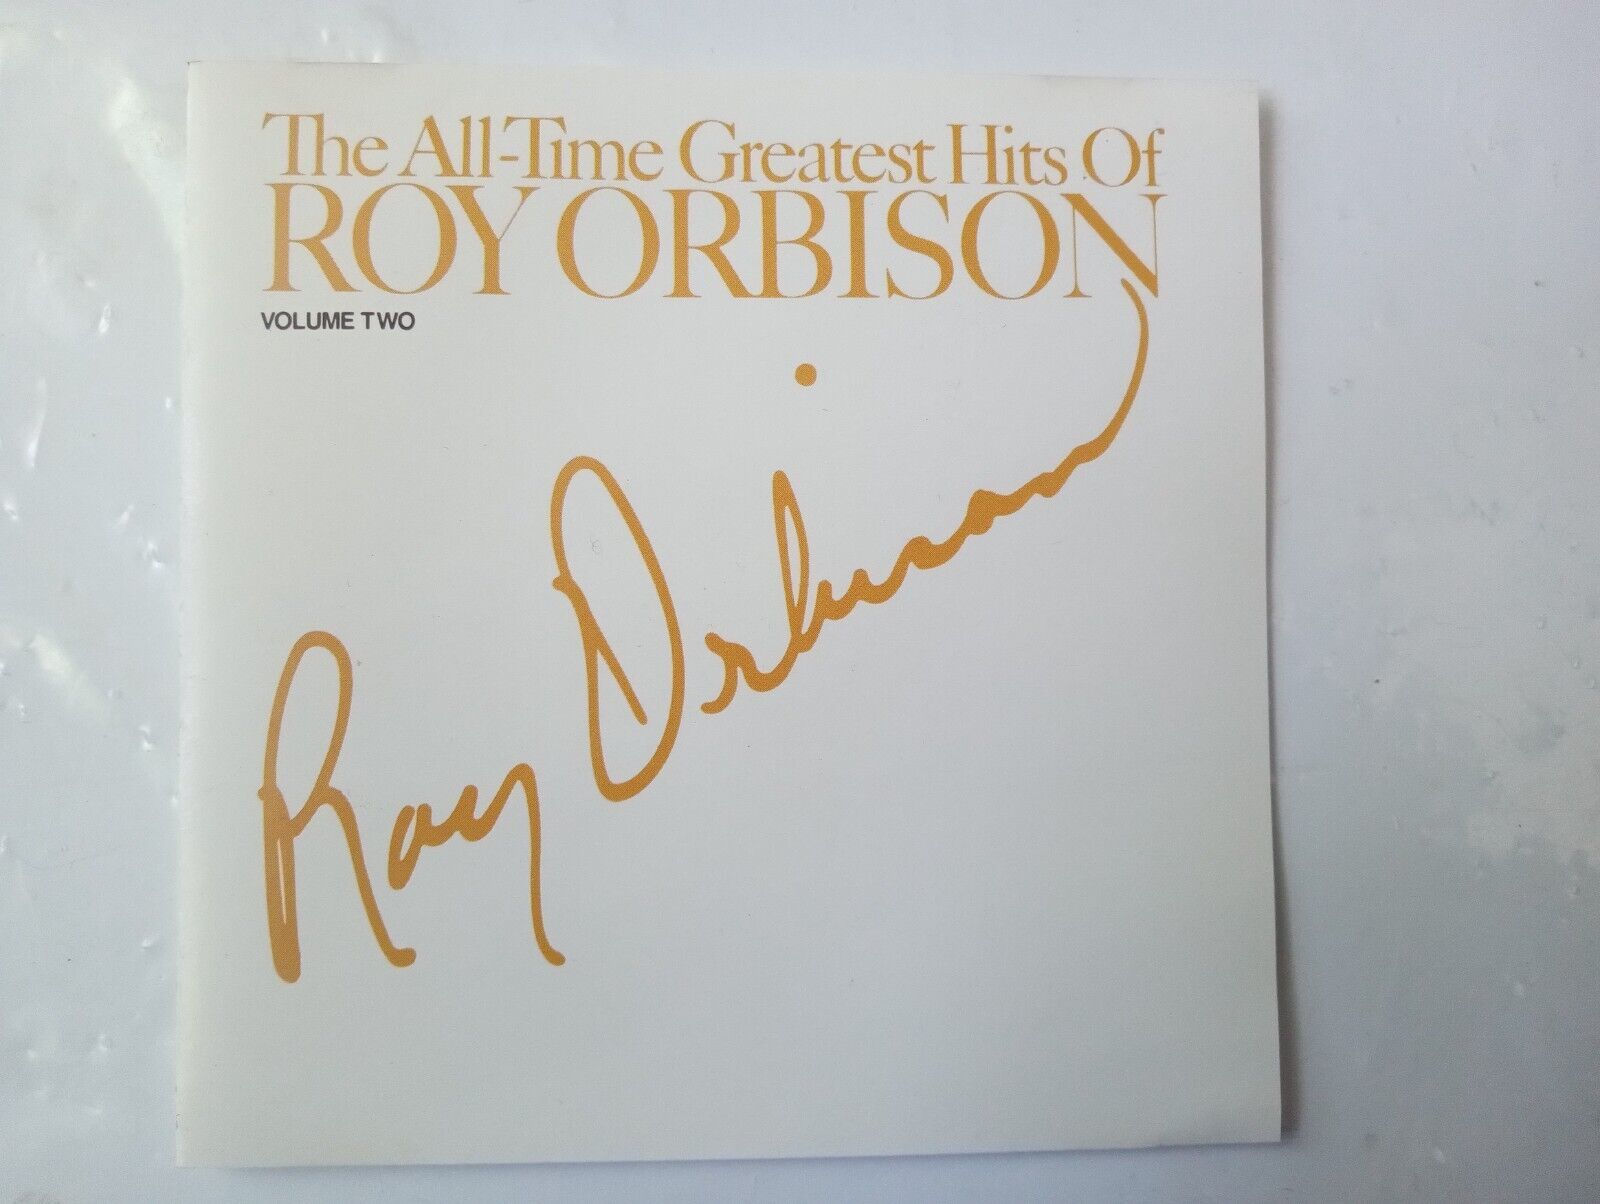 The All-Time Greatest Hits Of
ROY ORBISON
VOLUME TWO
Roy Orbison